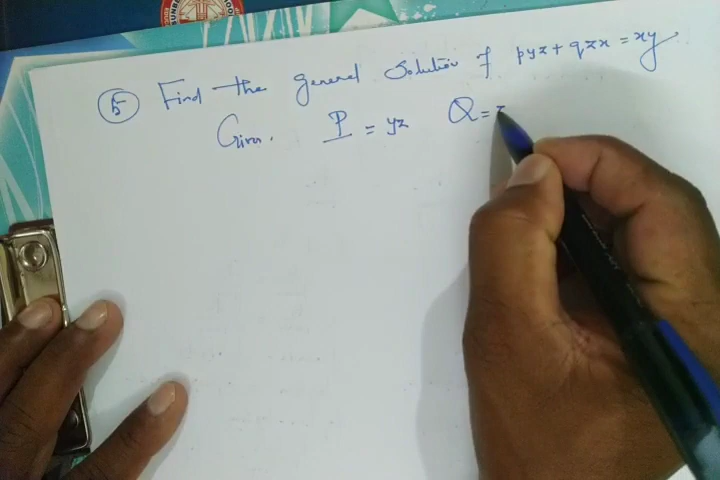 (5) Find the general Solution of pyz + qzx = xy
Given. P = yz Q = z